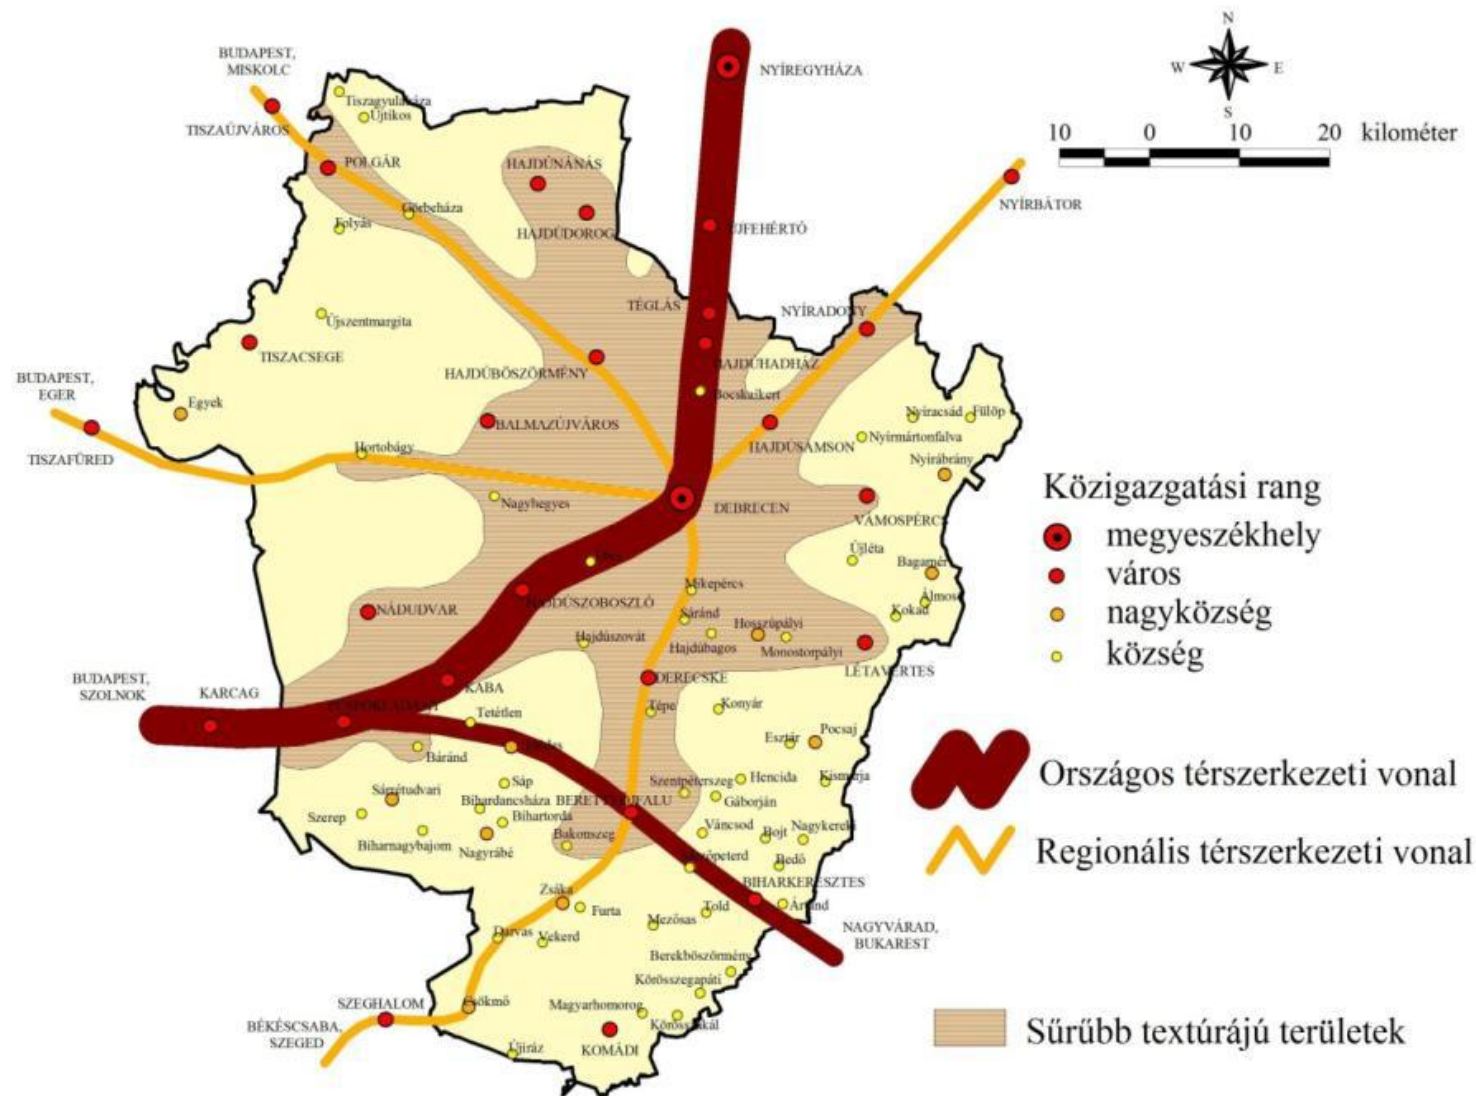 BUDAPEST,
MISKOLC
TISZAÚJVÁROS
Tiszagyulaháza
Újtikos
POLGÁR
Görbeháza
Folyás
HAJDÚNÁNÁS
HAJDÚDOROG
NYÍREGYHÁZA
ÚJFEHÉRTÓ
N
W
E
S
10
0
10
20
kilométer
NYÍRBÁTOR
TÉGLÁS
NYÍRADONY
Újszentmargita
TISZACSEGE
HAJDÚBÖSZÖRMÉNY
HAJDÚHADHÁZ
BUDAPEST,
EGER
Egyek
Bocskaikert
BALMAZÚJVÁROS
Nyíracsád
Fülöp
Nyírmártonfalva
TISZAFÜRED
Hortobágy
HAJDÚSÁMSON
Nyírábrány
Nagyhegyes
DEBRECEN
VÁMOSPÉRCS
Újléta
Bagamér
Álmosd
Kokad
Mikepércs
NÁDUDVAR
HAJDÚSZOBOSZLÓ
Sáránd
Hosszúpályi
Hajdúbagos
Monostorpályi
Hajdúszovát
LÉTAVÉRTES
BUDAPEST,
SZOLNOK
KARCAG
KABA
DERECSKE
Tetétlen
Tépe
Konyár
Báránd
Esztár
Pocsaj
Sáp
Szentpéterszeg
Hencida
Kismarja
Sárrétudvari
Bihardancsháza
BERETTYÓÚJFALU
Gáborján
Szerep
Bihartorda
Váncsod
Bojt
Nagykereki
Biharnagybajom
Nagyrábé
Bakonszeg
Bedő
BIHARKERESZTES
Zsáka
Furta
Told
Ártánd
Mezősas
Darvas
Vekerd
NAGYVÁRAD,
BUKAREST
Berekböszörmény
Körösszegapáti
SZEGHALOM
Csökmő
Magyarhomorog
BÉKÉSCSABA,
SZEGED
Újiráz
KOMÁDI
Közigazgatási rang
megyeszékhely
város
nagyközség
község
Országos térszerkezeti vonal
Regionális térszerkezeti vonal
Sűrűbb textúrájú területek